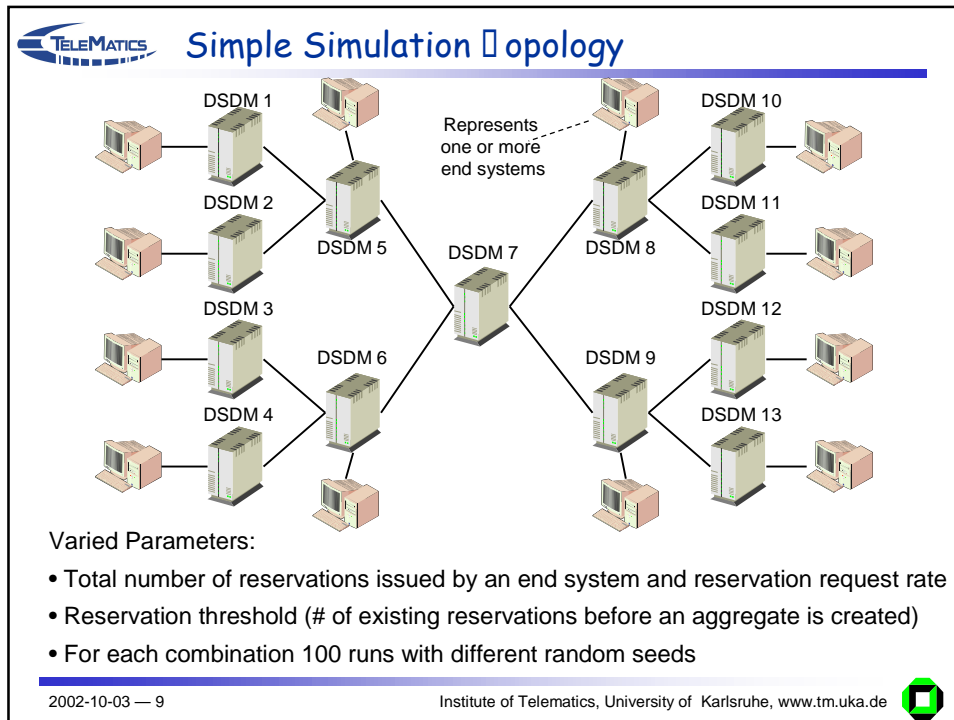 TELEMATICS
Simple Simulation opology
DSDM 1
DSDM 10
Represents
one or more
end systems
DSDM 2
DSDM 11
DSDM 5
DSDM 7
DSDM 8
DSDM 3
DSDM 12
DSDM 6
DSDM 9
DSDM 4
DSDM 13
Varied Parameters:
• Total number of reservations issued by an end system and reservation request rate
• Reservation threshold (# of existing reservations before an aggregate is created)
• For each combination 100 runs with different random seeds
2002-10-03 — 9
Institute of Telematics, University of Karlsruhe, www.tm.uka.de